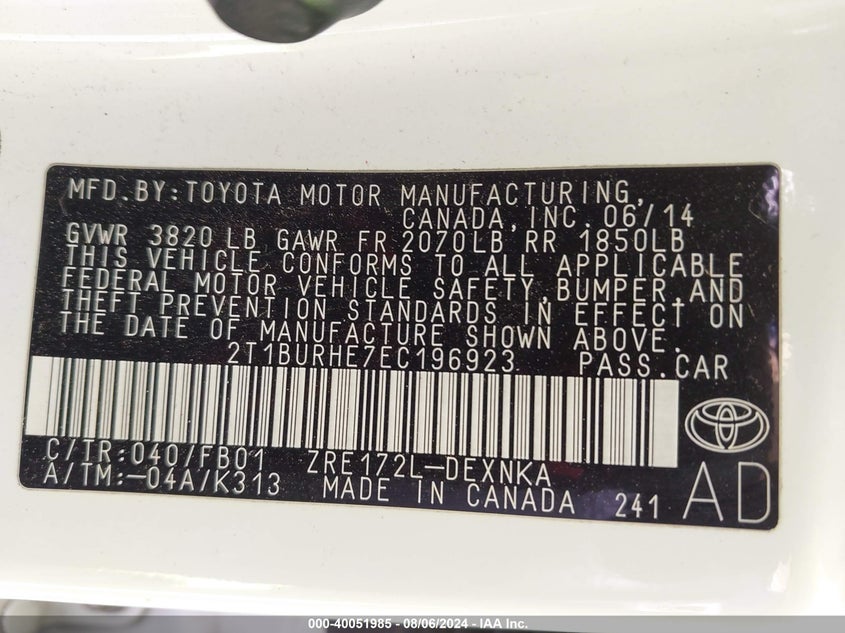 MFD.BY:TOYOTA MOTOR MANUFACTURING,
CANADA,INC. 06/14
GVWR 3820 LB GAWR FR 2070LB RR 1850LB
THIS VEHICLE CONFORMS TO ALL APPLICABLE
FEDERAL MOTOR VEHICLE SAFETY,BUMPER,AND
THEFT PREVENTION STANDARDS IN EFFECT ON
THE DATE OF MANUFACTURE SHOWN ABOVE.
2T1BURHE7EC196923 PASS.CAR
C/TR:040/FB01 ZRE172L-DEXNKA
A/TM:-04A/K313 MADE IN CANADA 241 AD
000-40051985 - 08/06/2024 - IAA Inc.